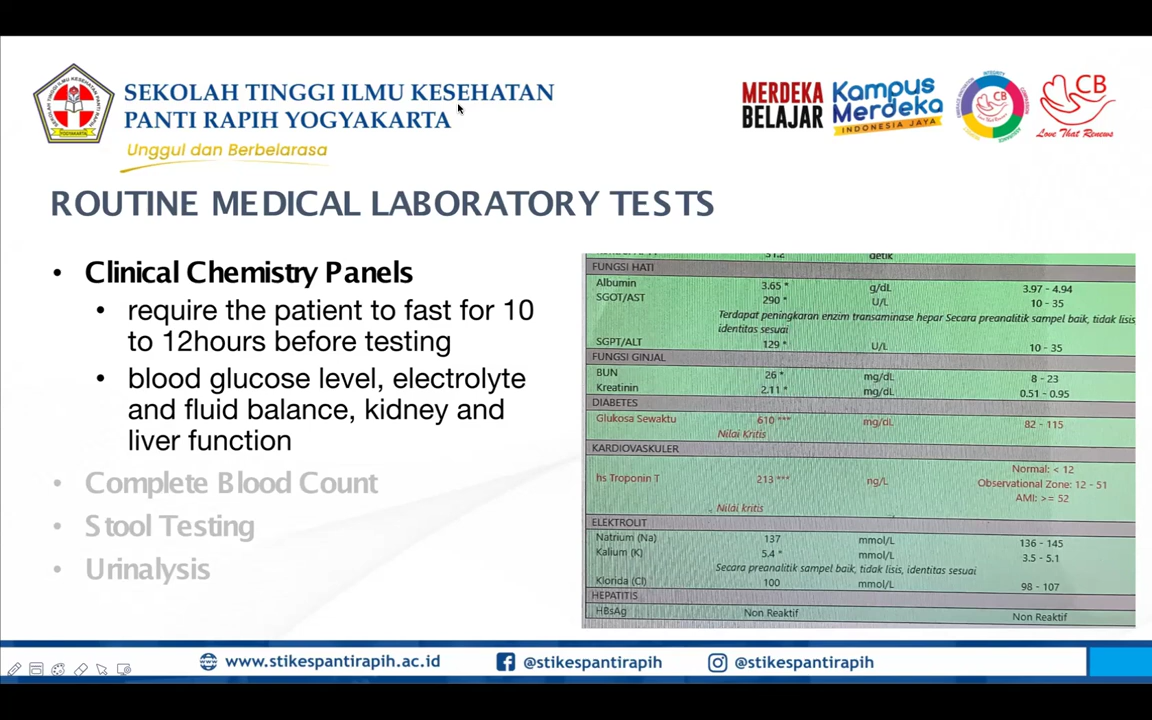 SEKOLAH TINGGI ILMU KESEHATAN
PANTI RAPIH YOGYAKARTA
Unggul dan Berbelarasa
MERDEKA
BELAJAR
Kampus
Merdeka
INDONESIA JAYA
CB
CB
Love That Renews
ROUTINE MEDICAL LABORATORY TESTS
• Clinical Chemistry Panels
• require the patient to fast for 10
to 12hours before testing
• blood glucose level, electrolyte
and fluid balance, kidney and
liver function
• Complete Blood Count
• Stool Testing
• Urinalysis
31.2 detik
FUNGSI HATI
Albumin 3.65 * g/dL 3.97 - 4.94
SGOT/AST 290 * U/L 10 - 35
Terdapat peningkaran enzim transaminase hepar Secara preanalitik sampel baik, tidak lisis
identitas sesuai
SGPT/ALT 129 * U/L 10 - 35
FUNGSI GINJAL
BUN 26 * mg/dL 8 - 23
Kreatinin 2.11 * mg/dL 0.51 - 0.95
DIABETES
Glukosa Sewaktu 610 *** mg/dL 82 - 115
Nilai Kritis
KARDIOVASKULER
Normal: < 12
hs Troponin T 213 *** ng/L Observational Zone: 12 - 51
AMI: >= 52
Nilai kritis
ELEKTROLIT
Natrium (Na) 137 mmol/L 136 - 145
Kalium (K) 5.4 * mmol/L 3.5 - 5.1
Secara preanalitik sampel baik, tidak lisis, identitas sesuai
Klorida (Cl) 100 mmol/L 98 - 107
HEPATITIS
HBsAg Non Reaktif Non Reaktif
www.stikespantirapih.ac.id @stikespantirapih @stikespantirapih